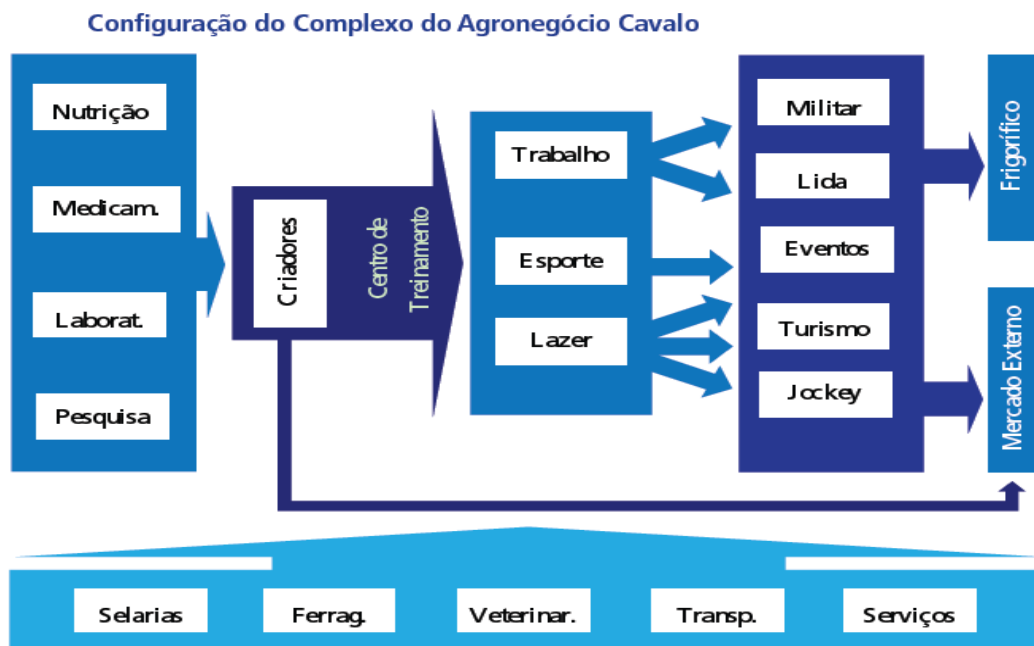 Configuração do Complexo do Agronegócio Cavalo
Nutrição
Medicam.
Laborat.
Pesquisa
Criadores
Centro de
Treinamento
Trabalho
Esporte
Lazer
Militar
Lida
Eventos
Turismo
Jockey
Frigorífico
Mercado Externo
Selarias
Ferrag.
Veterinar.
Transp.
Serviços